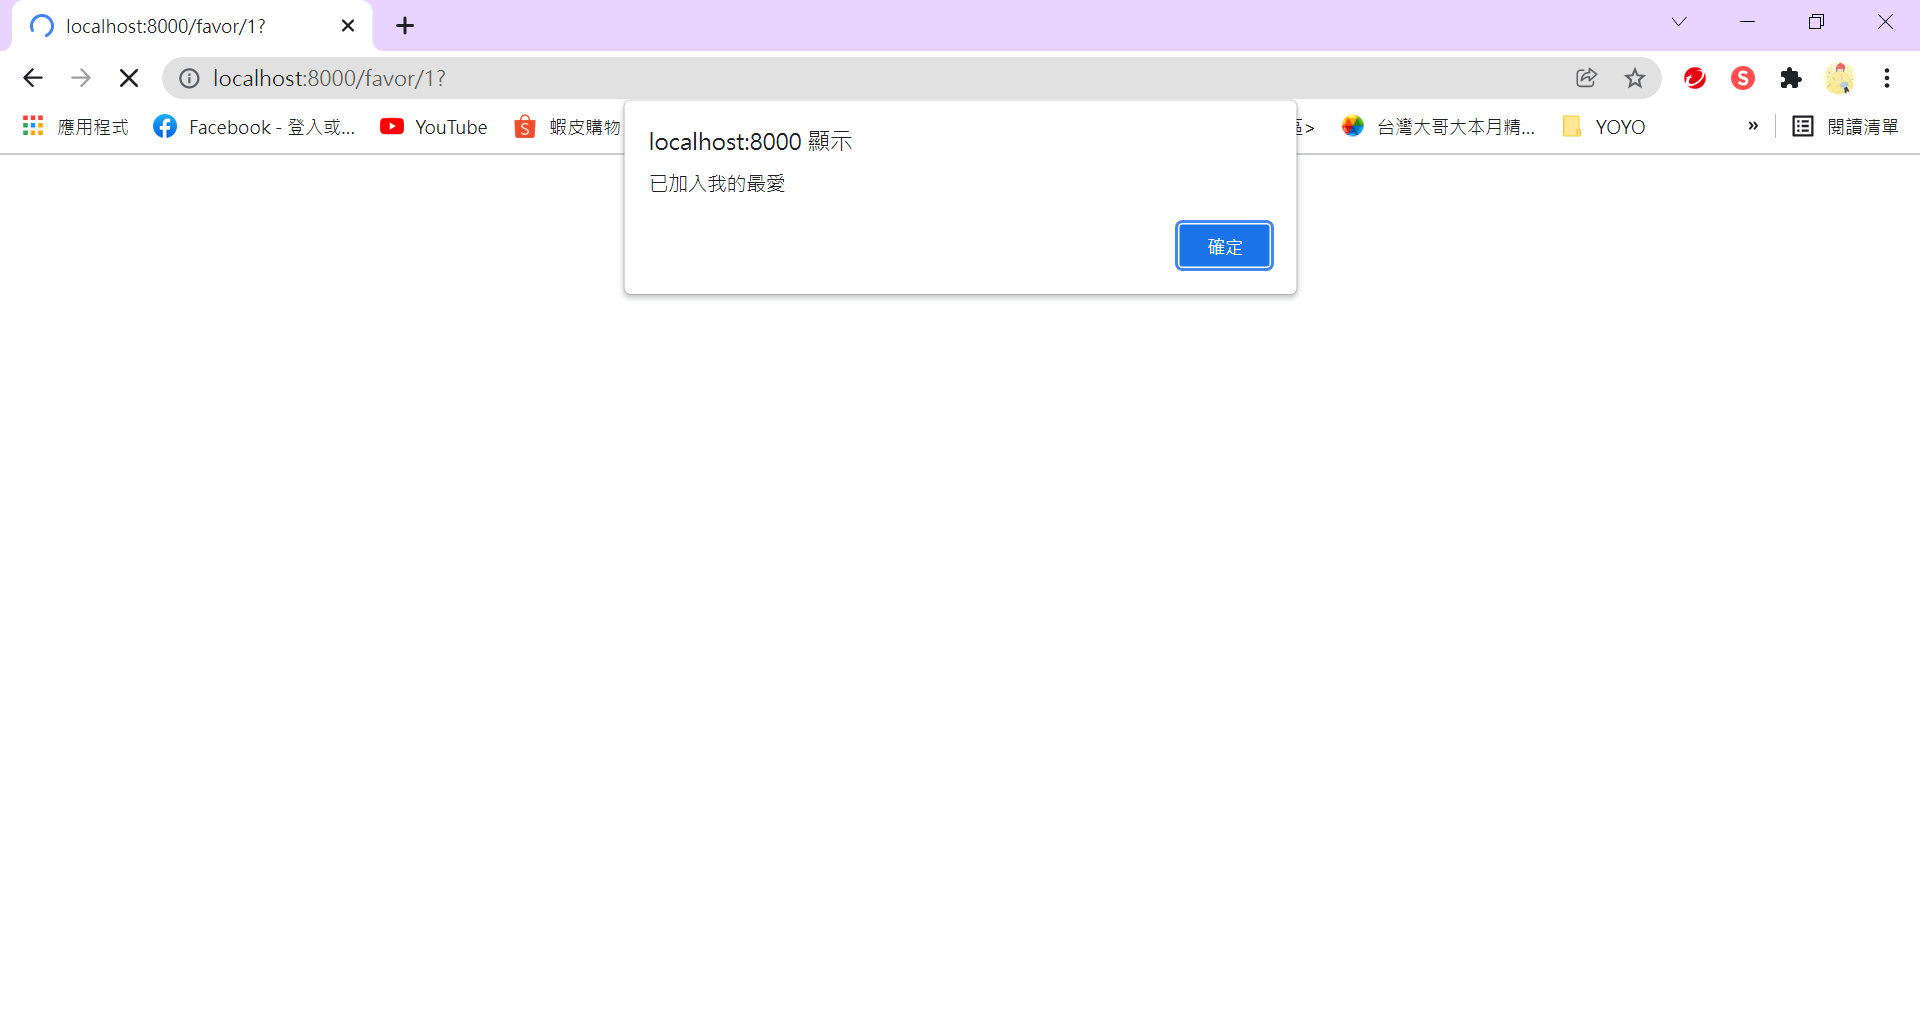 localhost:8000/favor/1?
localhost:8000/favor/1?
應用程式 Facebook - 登入或... YouTube 蝦皮購物 台灣大哥大本月精... YOYO » 閱讀清單
localhost:8000 顯示
已加入我的最愛
確定